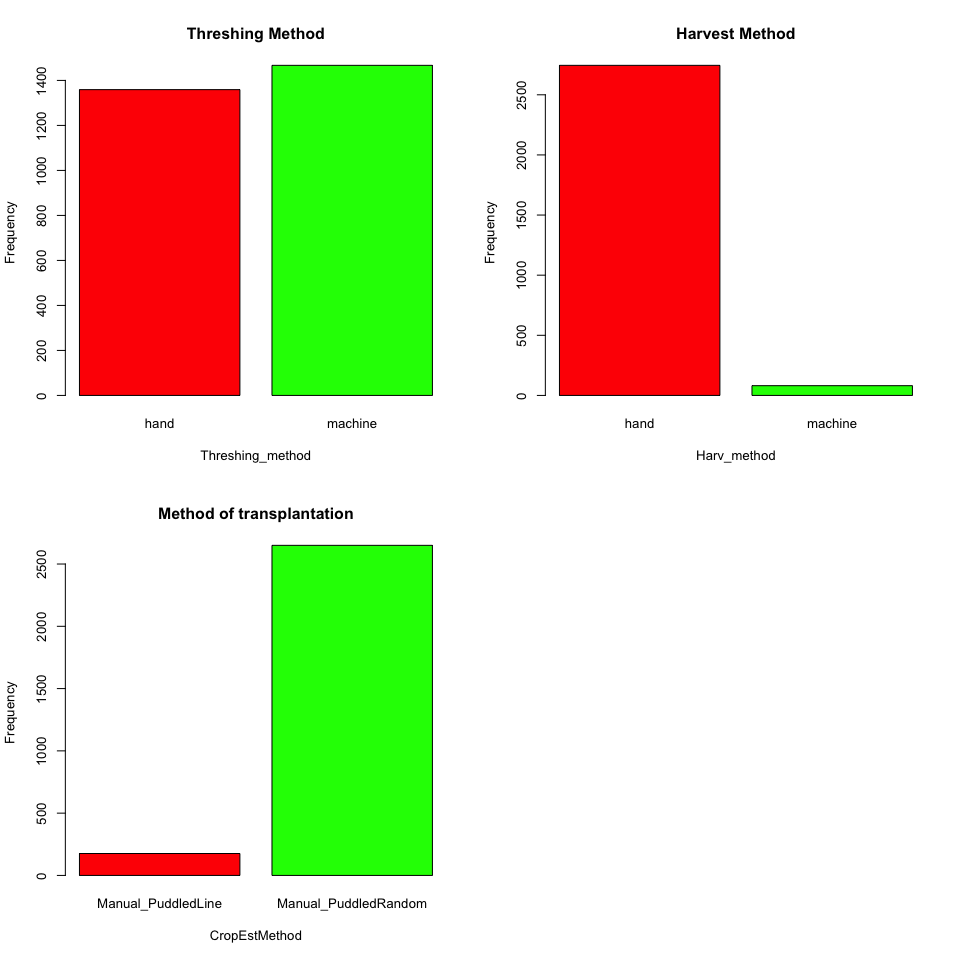 Threshing Method
Frequency
1400
1200
1000
800
600
400
200
0
hand machine
Threshing_method
Harvest Method
Frequency
2500
2000
1500
1000
500
0
hand machine
Harv_method
Method of transplantation
Frequency
2500
2000
1500
1000
500
0
Manual_PuddledLine Manual_PuddledRandom
CropEstMethod